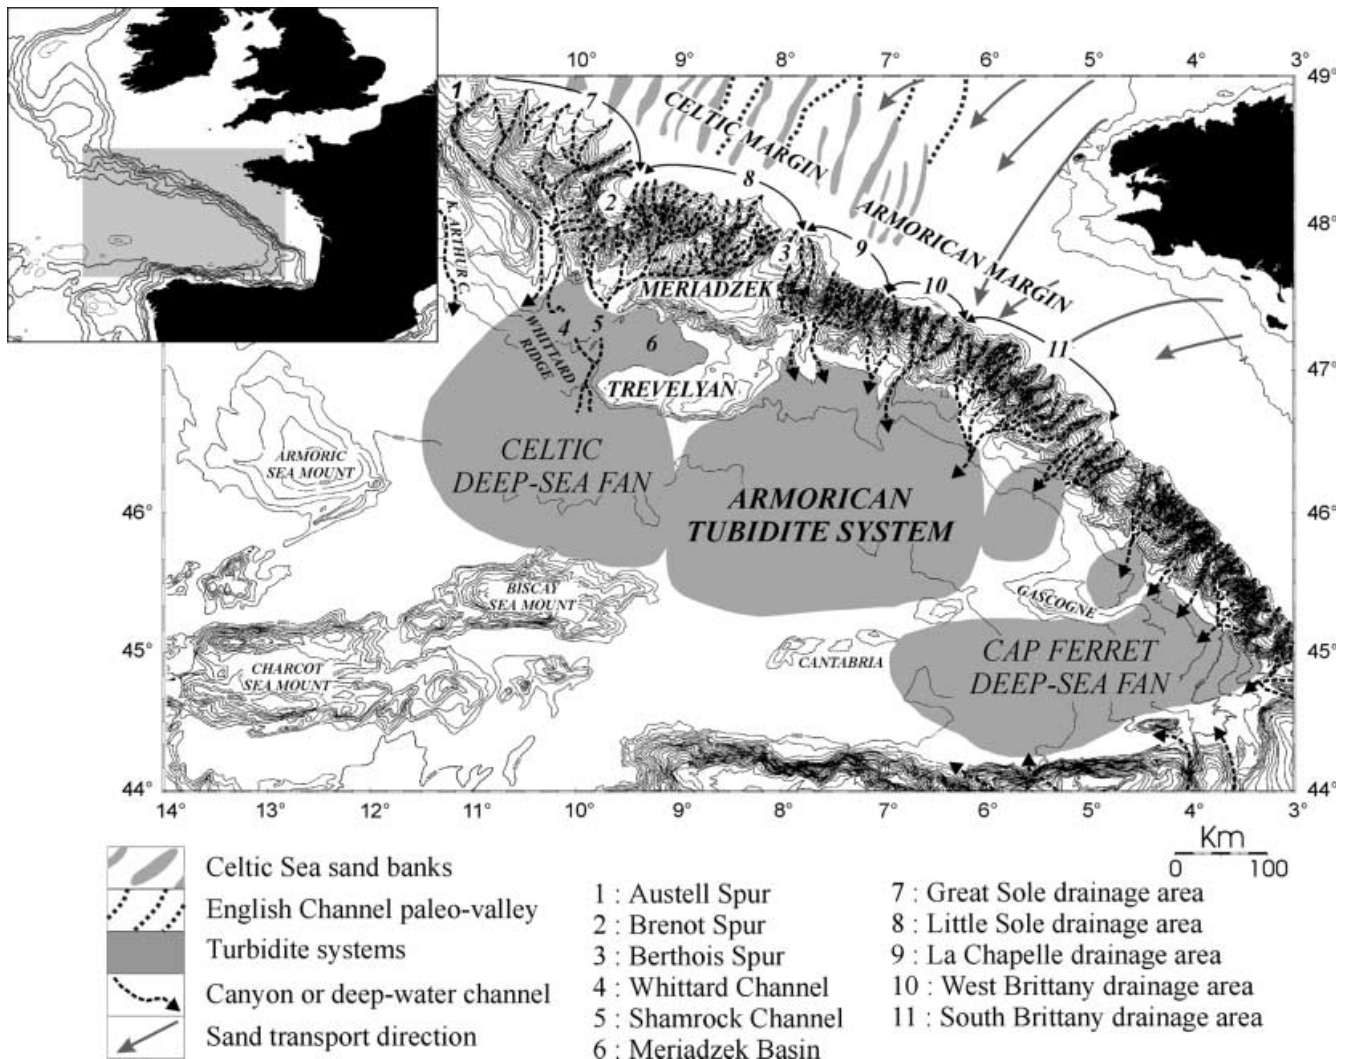 10° 9° 8° 7° 6° 5° 4° 3°
49°
1
7
CELTIC MARGIN
8
2
ARMORICAN MARGIN
48°
K. ARTHUR C.
3
9
10
MERIADZEK
11
4
5
6
WHITTARD
RIDGE
47°
TREVELYAN
CELTIC
DEEP-SEA FAN
ARMORIC
SEA MOUNT
ARMORICAN
TUBIDITE SYSTEM
46°
46°
BISCAY
SEA MOUNT
GASCOGNE
45°
45°
CHARCOT
SEA MOUNT
CANTABRIA
CAP FERRET
DEEP-SEA FAN
44°
44°
14 13° 12° 11° 10° 9° 8° 7° 6° 5° 4° 3°
Km
0 100
Celtic Sea sand banks
English Channel paleo-valley
Turbidite systems
Canyon or deep-water channel
Sand transport direction
1 : Austell Spur
2 : Brenot Spur
3 : Berthois Spur
4 : Whittard Channel
5 : Shamrock Channel
6 : Meriadzek Basin
7 : Great Sole drainage area
8 : Little Sole drainage area
9 : La Chapelle drainage area
10 : West Brittany drainage area
11 : South Brittany drainage area